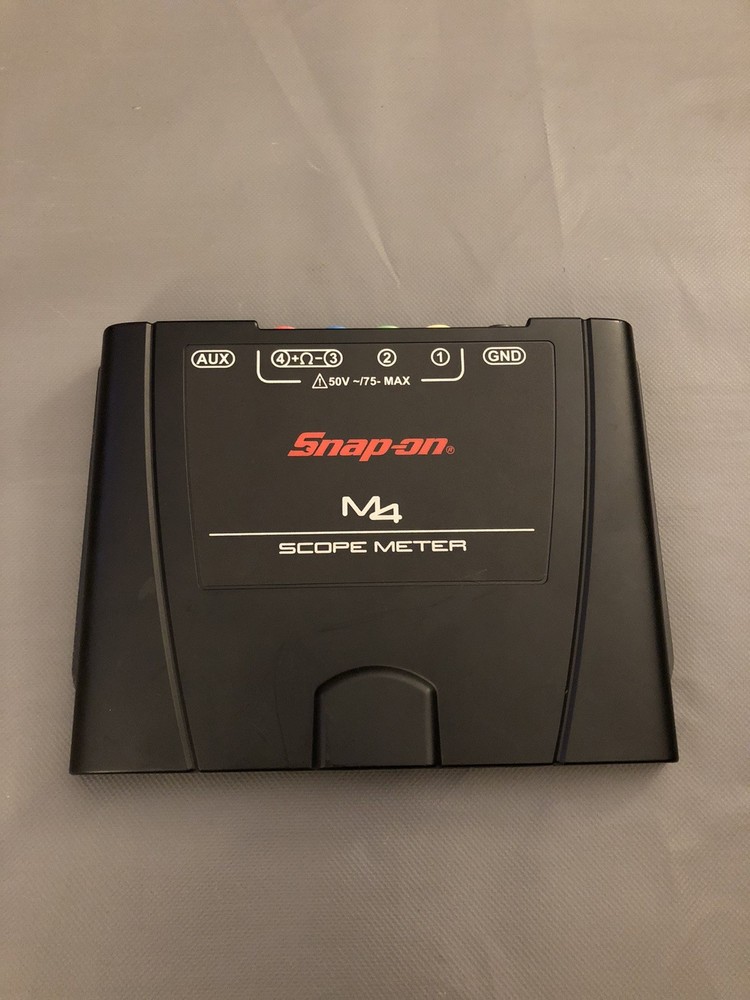 AUX 4+Ω-3 2 1 GND
⚠50V ~/75- MAX
Snap-on®
M4
SCOPE METER